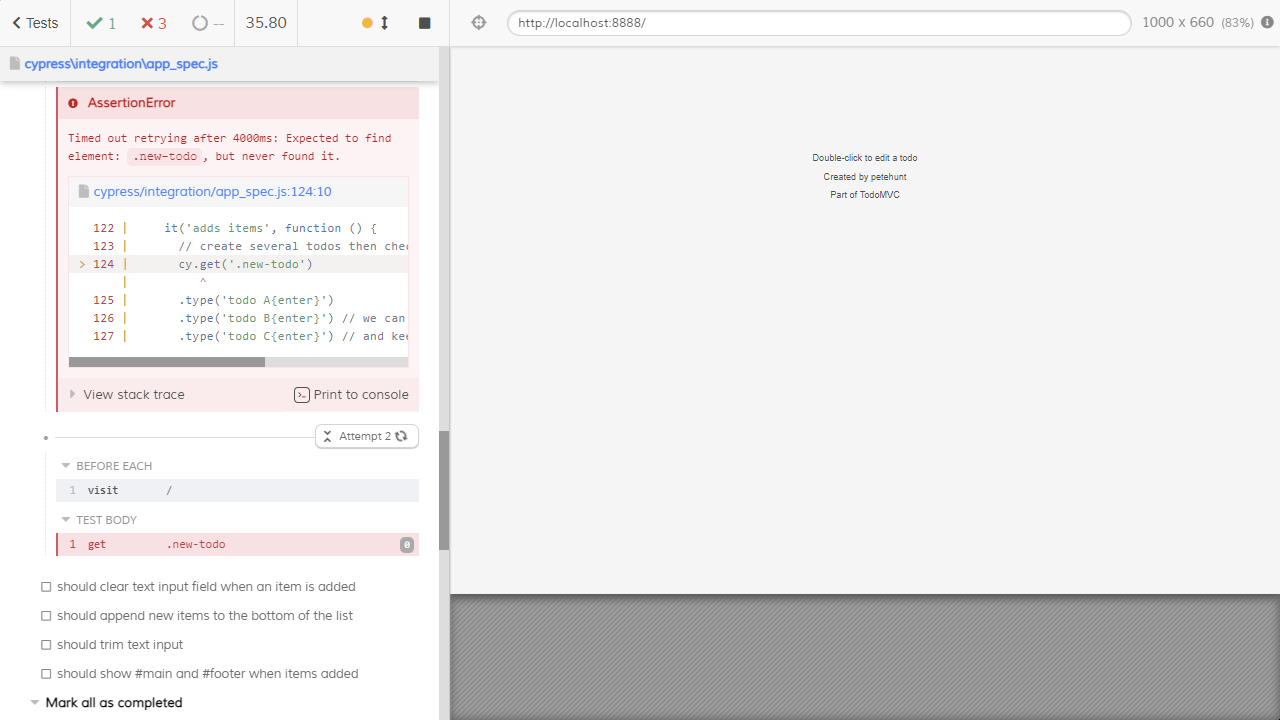 Tests 1 3 -- 35.80
http://localhost:8888/ 1000 x 660 (83%)
cypress\integration\app_spec.js
AssertionError
Timed out retrying after 4000ms: Expected to find
element: .new-todo, but never found it.
cypress/integration/app_spec.js:124:10
122 | it('adds items', function () {
123 | // create several todos then chec
> 124 | cy.get('.new-todo')
| ^
125 | .type('todo A{enter}')
126 | .type('todo B{enter}') // we can
127 | .type('todo C{enter}') // and kee
View stack trace Print to console
Attempt 2
BEFORE EACH
1 visit /
TEST BODY
1 get .new-todo 0
should clear text input field when an item is added
should append new items to the bottom of the list
should trim text input
should show #main and #footer when items added
Mark all as completed
Double-click to edit a todo
Created by petehunt
Part of TodoMVC